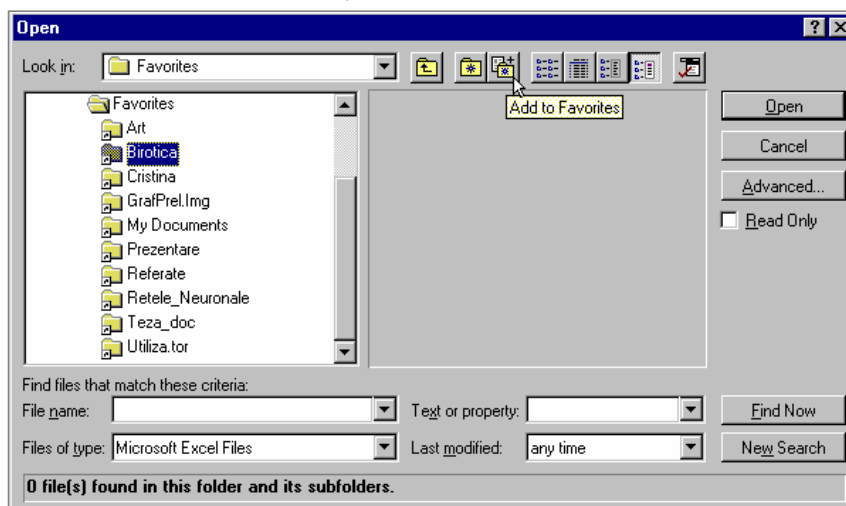 Open
Look in: Favorites
Add to Favorites
Favorites
Art
Birotica
Cristina
GrafPrel.Img
My Documents
Prezentare
Referate
Retele_Neuronale
Teza_doc
Utiliza.tor
Open
Cancel
Advanced...
Read Only
Find files that match these criteria:
File name: Text or property: Find Now
Files of type: Microsoft Excel Files Last modified: any time New Search
0 file(s) found in this folder and its subfolders.